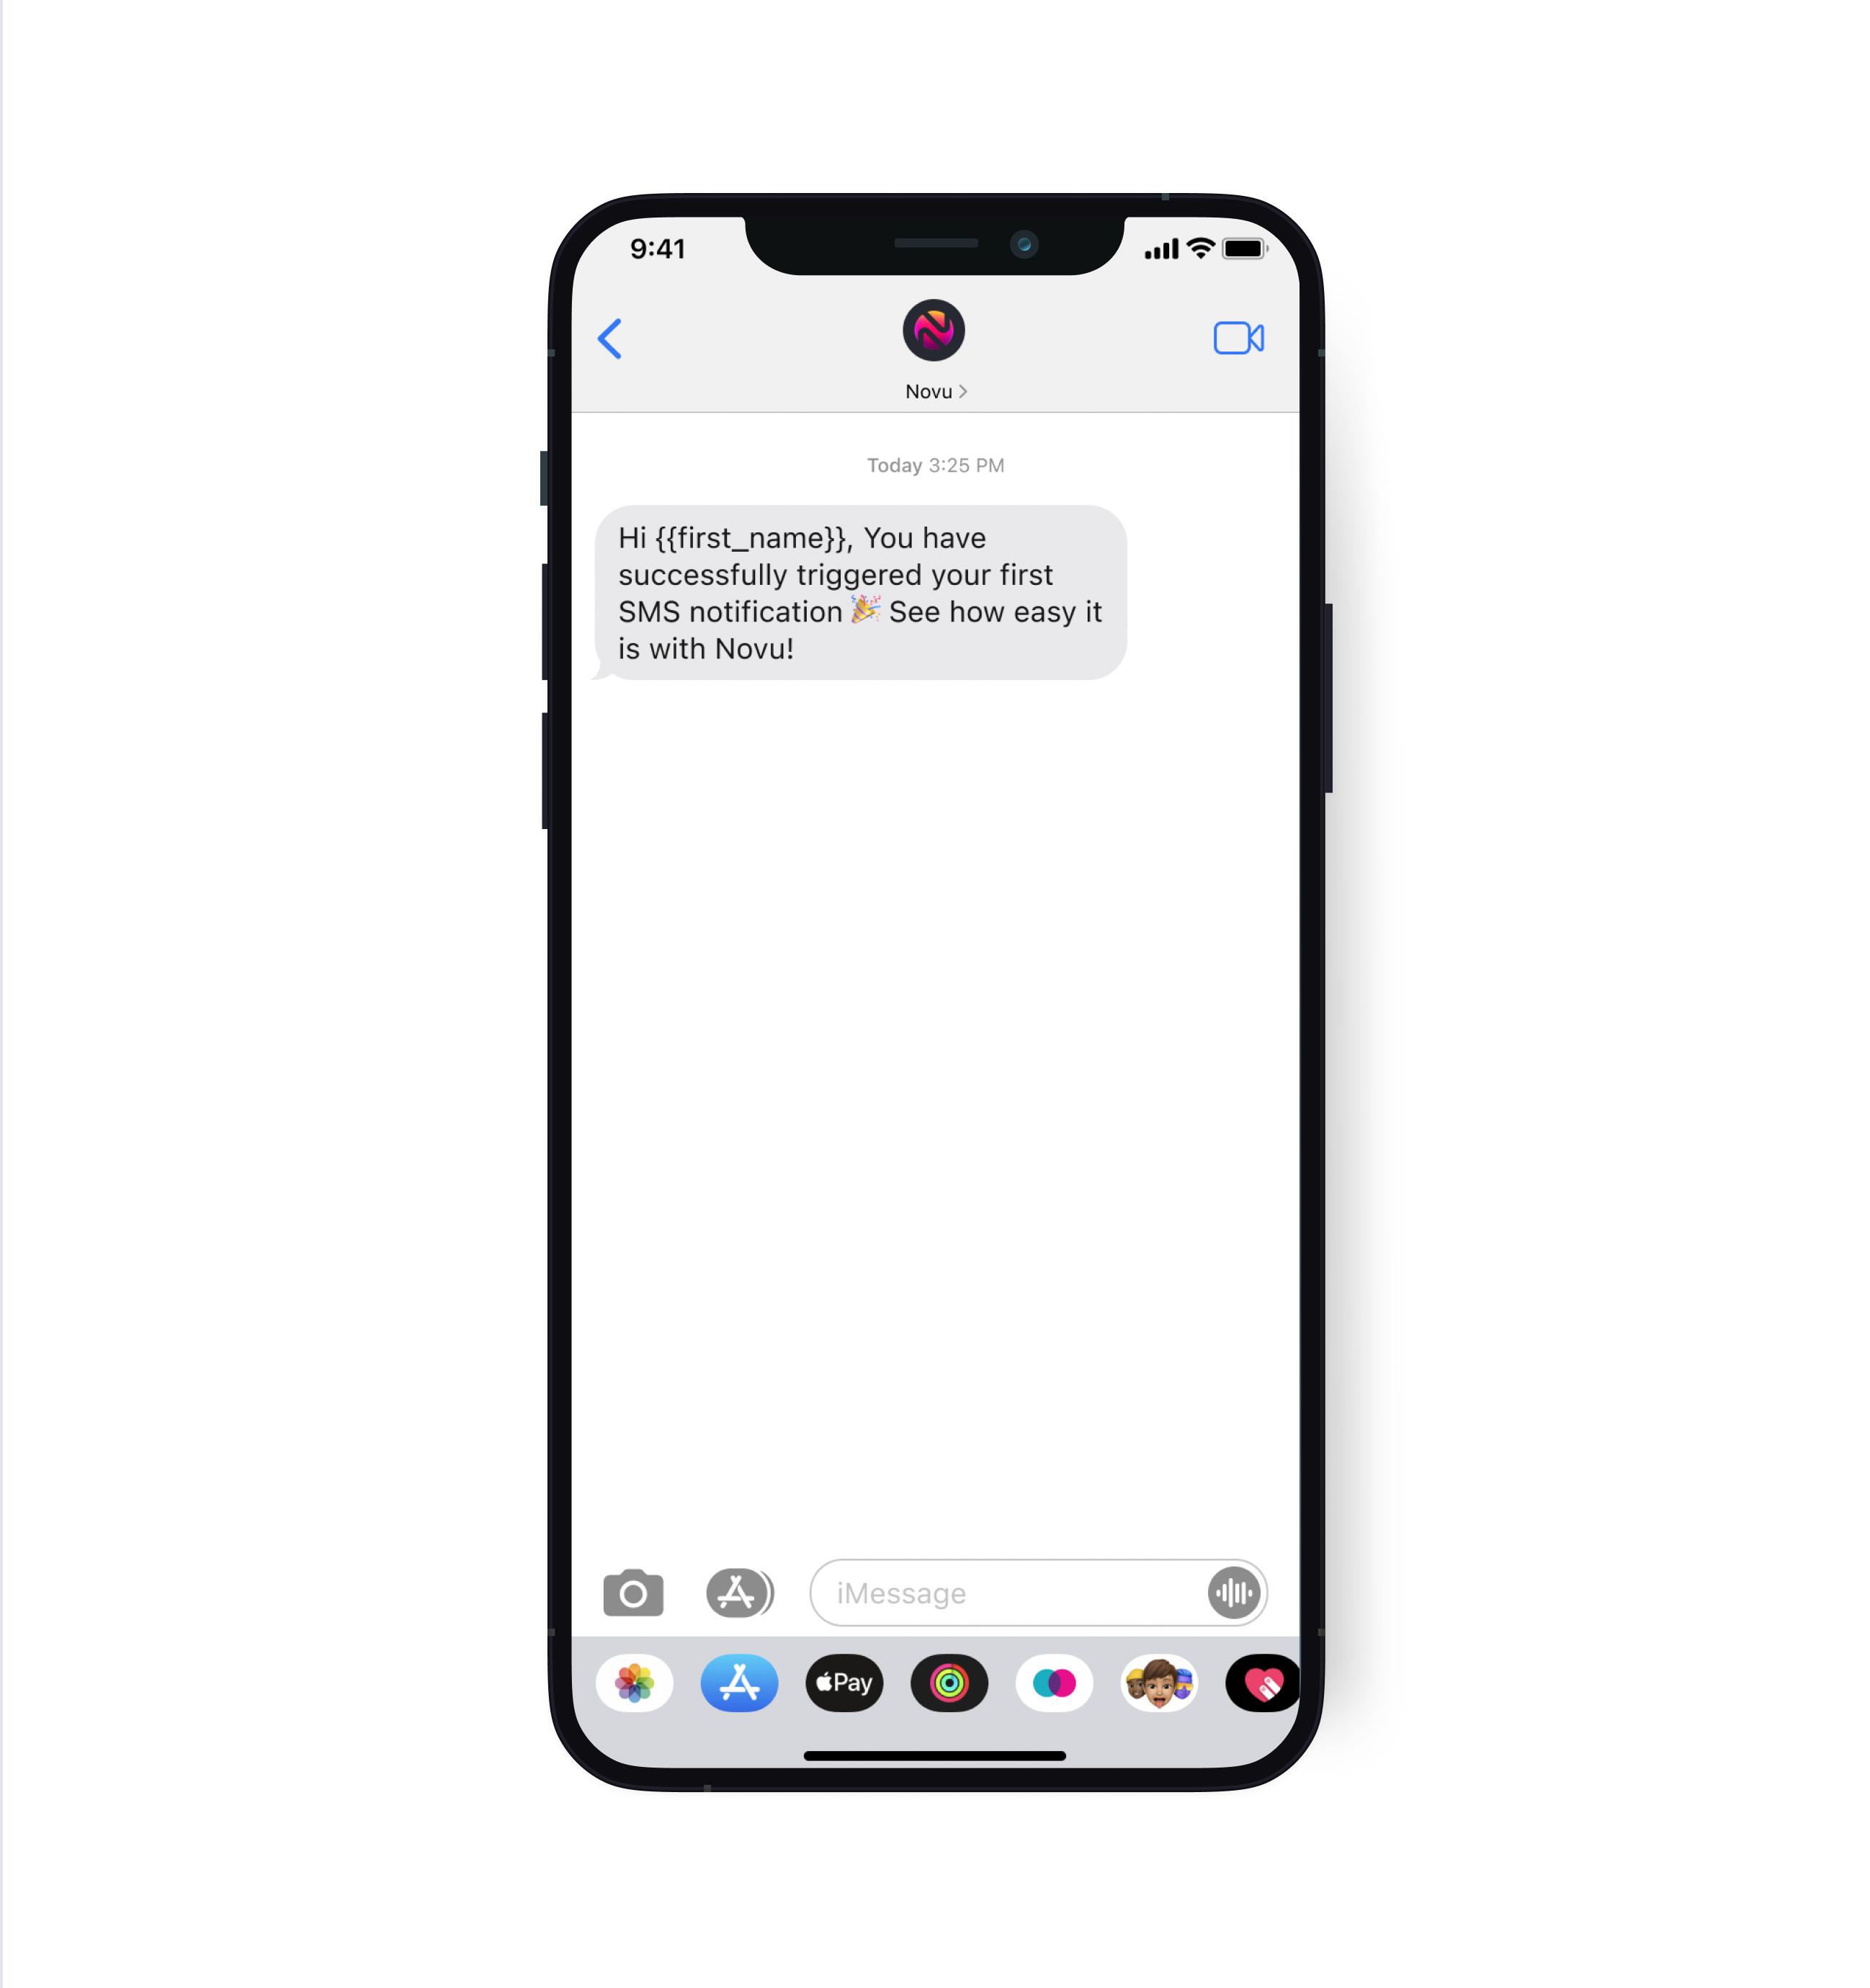 9:41
Novu
Today 3:25 PM
Hi {{first_name}}, You have
successfully triggered your first
SMS notification 🎉 See how easy it
is with Novu!
iMessage
Pay